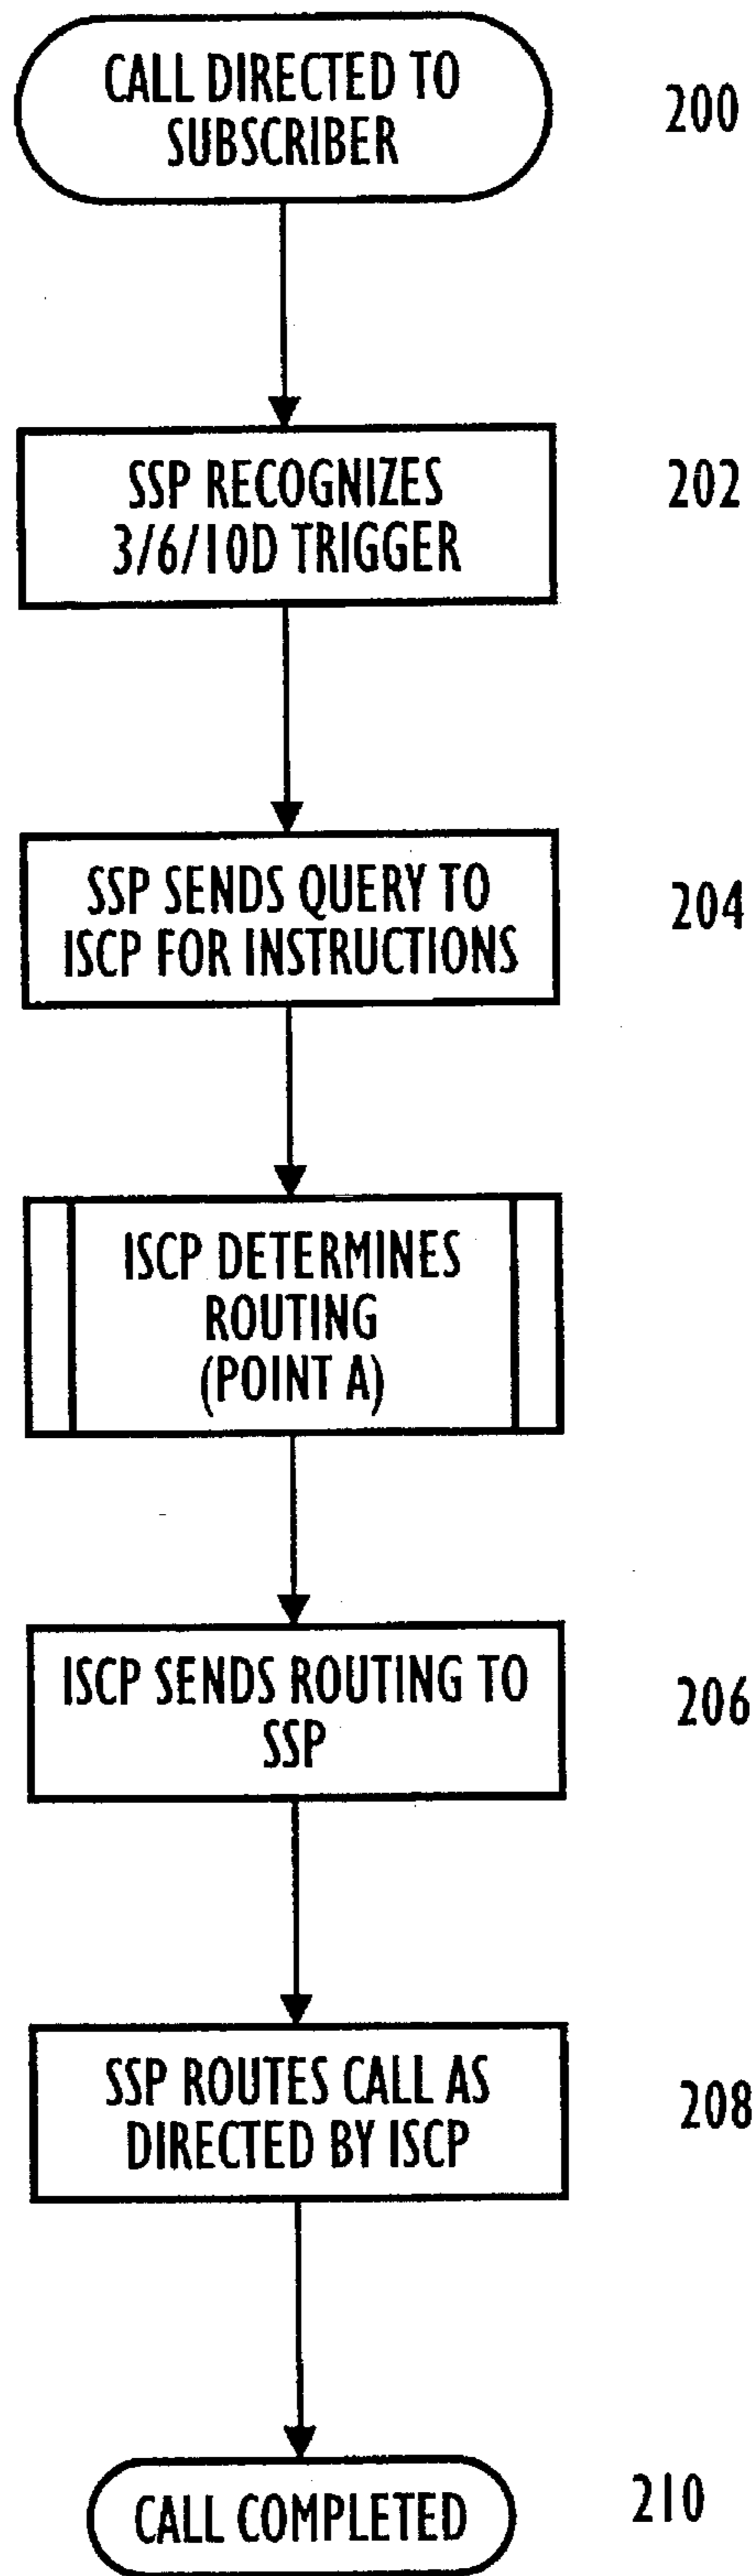 CALL DIRECTED TO
SUBSCRIBER
200
SSP RECOGNIZES
3/6/10D TRIGGER
202
SSP SENDS QUERY TO
ISCP FOR INSTRUCTIONS
204
ISCP DETERMINES
ROUTING
(POINT A)
ISCP SENDS ROUTING TO
SSP
206
SSP ROUTES CALL AS
DIRECTED BY ISCP
208
CALL COMPLETED
210